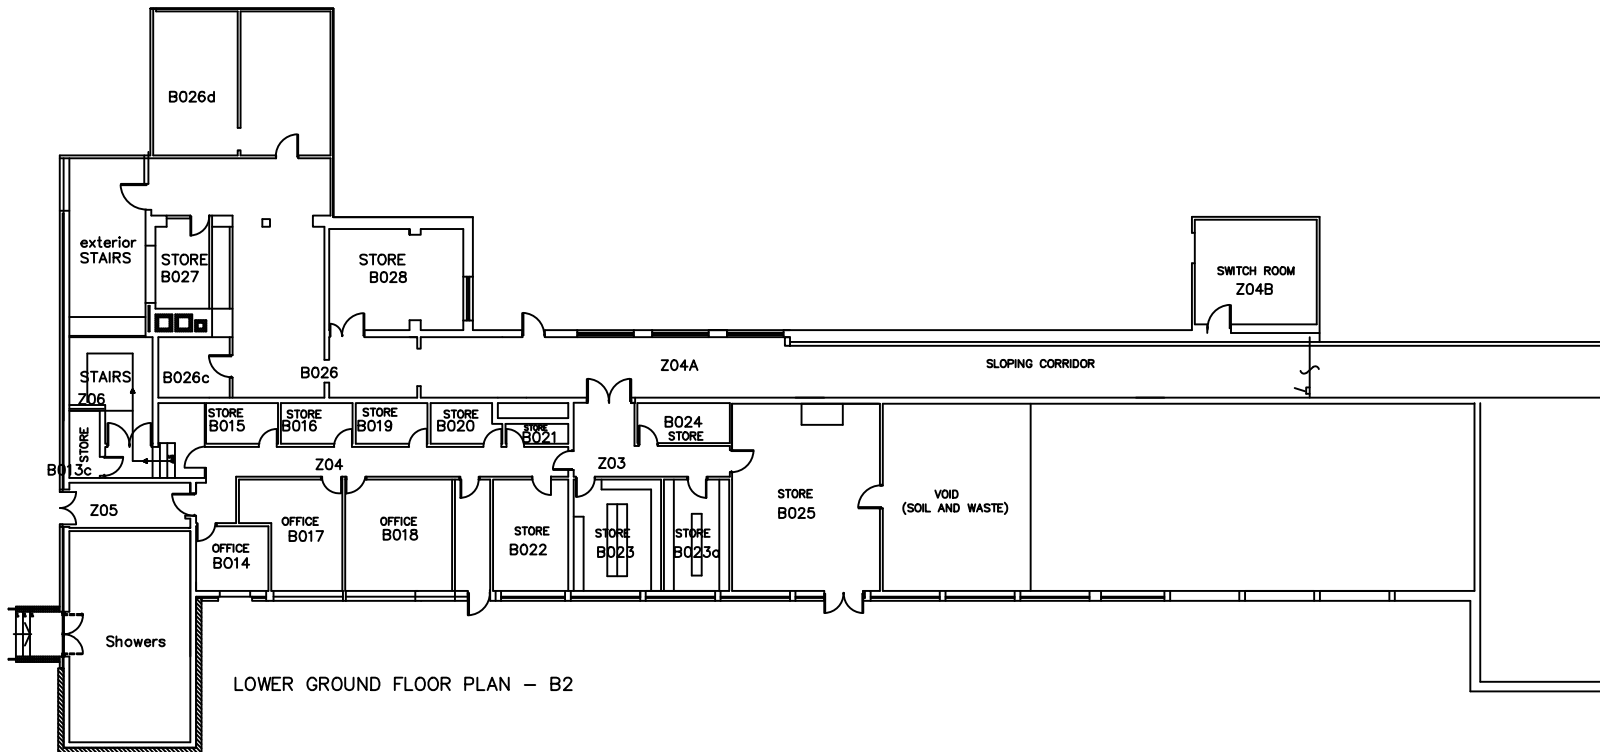 B026d
exterior
STAIRS
STORE
B027
STORE
B028
SWITCH ROOM
Z04B
STAIRS
Z06
B026c
B026
Z04A
SLOPING CORRIDOR
STORE
B015
STORE
B016
STORE
B019
STORE
B020
STORE
B021
B024
STORE
STORE
B013c
Z04
Z03
Z05
OFFICE
B017
OFFICE
B018
OFFICE
B014
STORE
B022
STORE
B023
STORE
B023a
STORE
B025
VOID
(SOIL AND WASTE)
Showers
LOWER GROUND FLOOR PLAN - B2